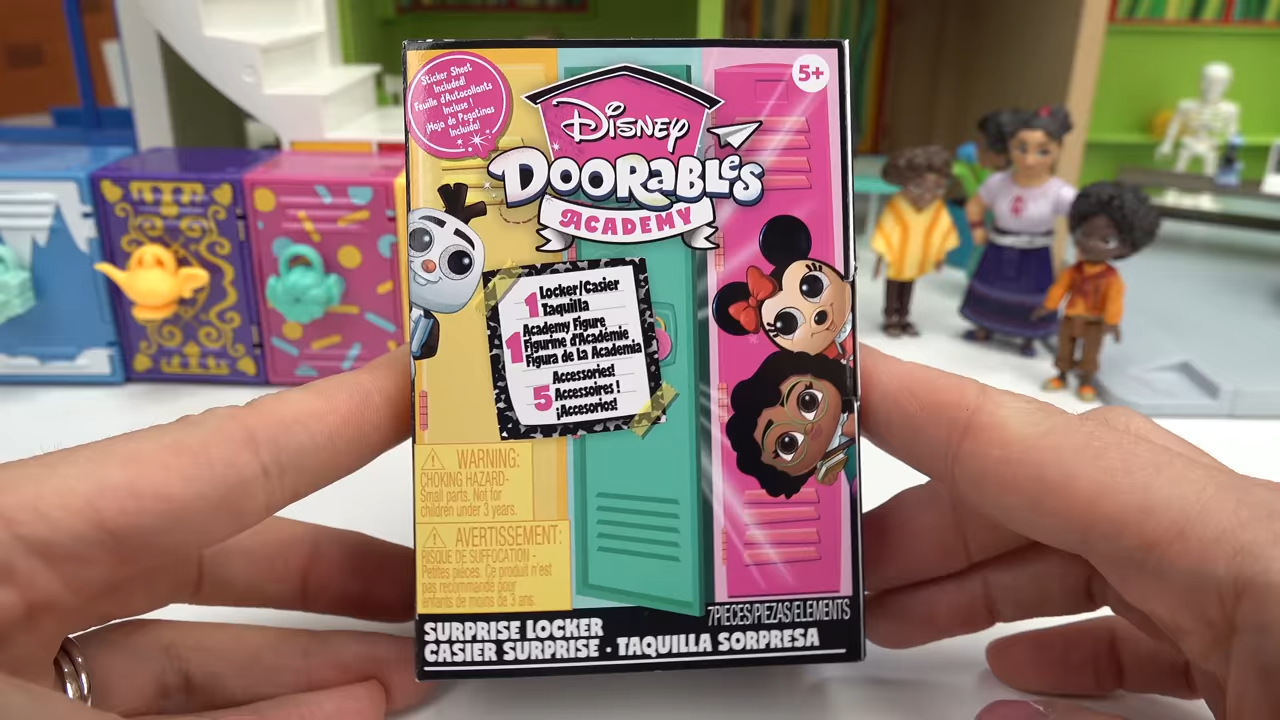 Sticker Sheet
Included!
Feuille d'Autocollants
Incluse !
¡Hoja de Pegatinas
Incluida!
5+
DISNEY
DOORABLES
ACADEMY
1 Locker/Casier
Taquilla
1 Academy Figure
Figurine d'Académie
Figura de La Academia
5 Accessories!
Accessoires !
¡Accesorios!
WARNING:
CHOKING HAZARD-
Small parts. Not for
children under 3 years.
AVERTISSEMENT:
RISQUE DE SUFFOCATION -
Petites pièces. Ce produit n'est
pas recommandé pour
enfants de moins de 3 ans.
7PIECES/PIEZAS/ELEMENTS
SURPRISE LOCKER
CASIER SURPRISE · TAQUILLA SORPRESA